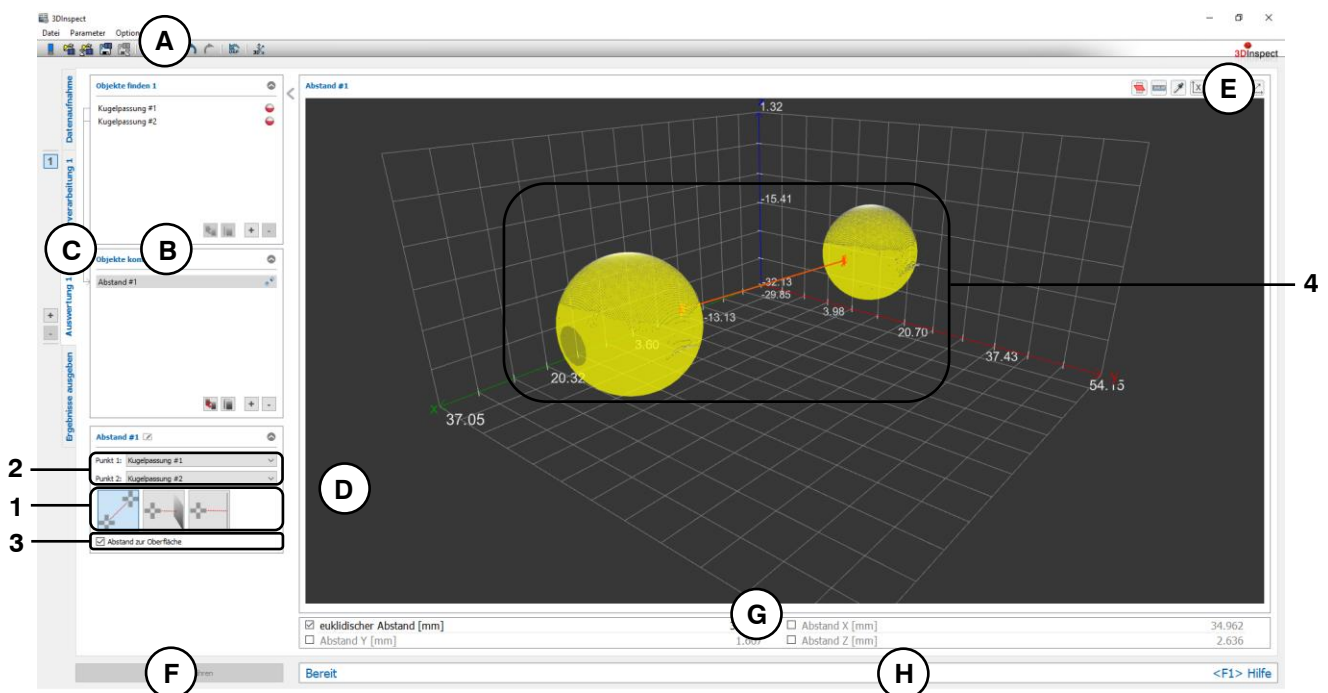 3DInspect
Datei Parameter
A
3DInspect
Datenaufnahme
verarbeitung 1
Auswertung 1
Ergebnisse ausgeben
1
+
-
C
Objekte finden 1
Kugelpassung #1
Kugelpassung #2
+ -
B
Objekte
Abstand #1
+ -
Abstand #1
2
Punkt 1: Kugelpassung #1
Punkt 2: Kugelpassung #2
1
3
Abstand zur Oberfläche
F
Abstand #1
E
1.32
-15.41
-32.13
-29.85
-13.13
3.98
3.60
20.70
20.32
37.43
54.15
X
37.05
4
D
G
euklidischer Abstand [mm]
Abstand X [mm] 34.962
Abstand Y [mm]
Abstand Z [mm] 2.636
H
Bereit
<F1> Hilfe